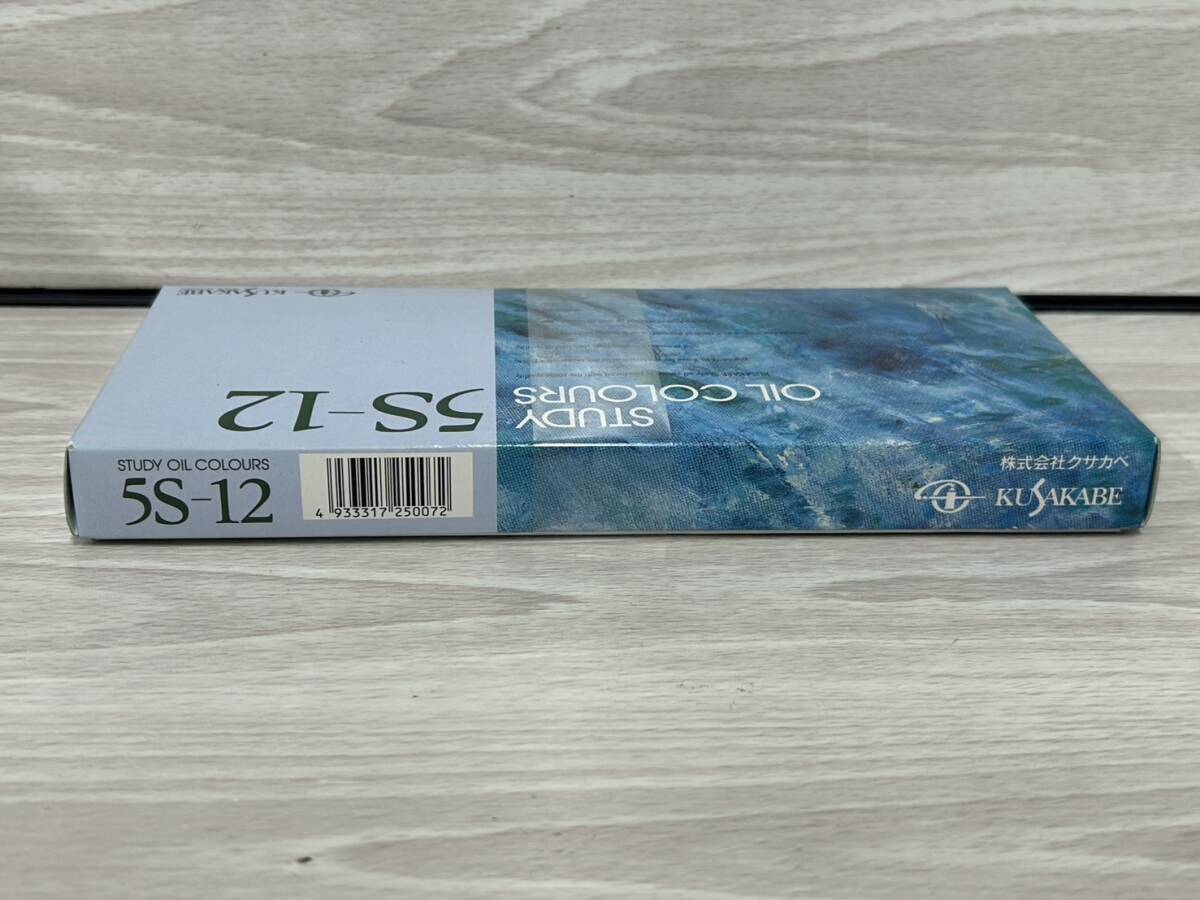 KUSAKABE
5S-12
STUDY
OIL COLOURS
STUDY OIL COLOURS
5S-12
4 933317 250072
株式会社クサカベ
KUSAKABE